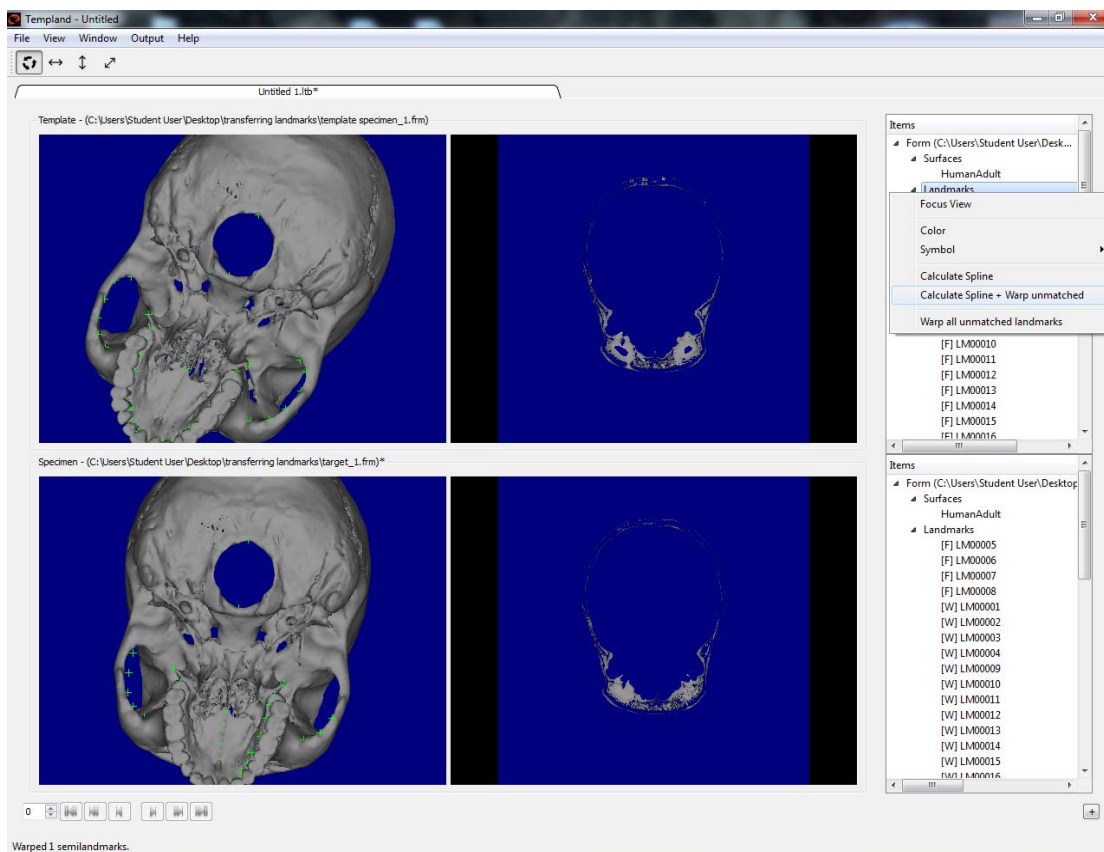 Templand - Untitled
File View Window Output Help
Untitled 1.ltb*
Template - (C:\Users\Student User\Desktop\transferring landmarks\template specimen_1.frm)
Items
Form (C:\Users\Student User\Desk...
Surfaces
HumanAdult
Landmarks
Focus View
Color
Symbol
Calculate Spline
Calculate Spline + Warp unmatched
Warp all unmatched landmarks
[F] LM00010
[F] LM00011
[F] LM00012
[F] LM00013
[F] LM00014
[F] LM00015
[F] LM00016
Specimen - (C:\Users\Student User\Desktop\transferring landmarks\target_1.frm)*
Items
Form (C:\Users\Student User\Desktop
Surfaces
HumanAdult
Landmarks
[F] LM00005
[F] LM00006
[F] LM00007
[F] LM00008
[W] LM00001
[W] LM00002
[W] LM00003
[W] LM00004
[W] LM00009
[W] LM00010
[W] LM00011
[W] LM00012
[W] LM00013
[W] LM00014
[W] LM00015
[W] LM00016
0
Warped 1 semilandmarks.